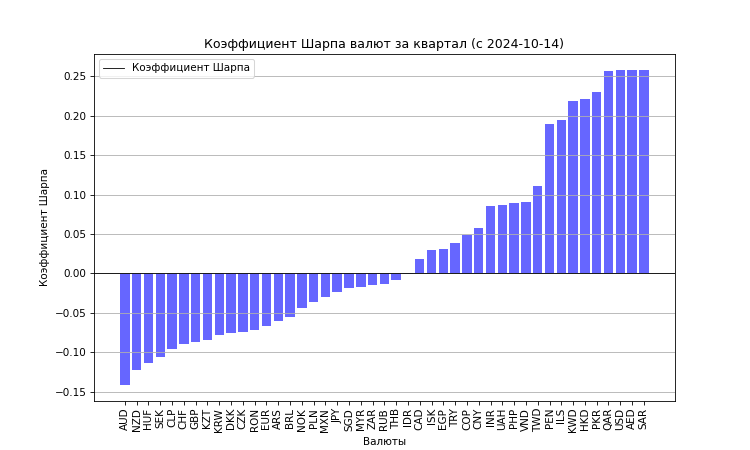 Коэффициент Шарпа валют за квартал (с 2024-10-14)
Коэффициент Шарпа
0.25
0.20
0.15
0.10
0.05
0.00
−0.05
−0.10
−0.15
Коэффициент Шарпа
AUD
NZD
HUF
SEK
CLP
CHF
GBP
KZT
KRW
DKK
CZK
RON
EUR
ARS
BRL
NOK
PLN
MXN
JPY
SGD
MYR
ZAR
RUB
THB
IDR
CAD
ISK
EGP
TRY
COP
CNY
INR
UAH
PHP
VND
TWD
PEN
ILS
KWD
HKD
PKR
QAR
USD
AED
SAR
Валюты